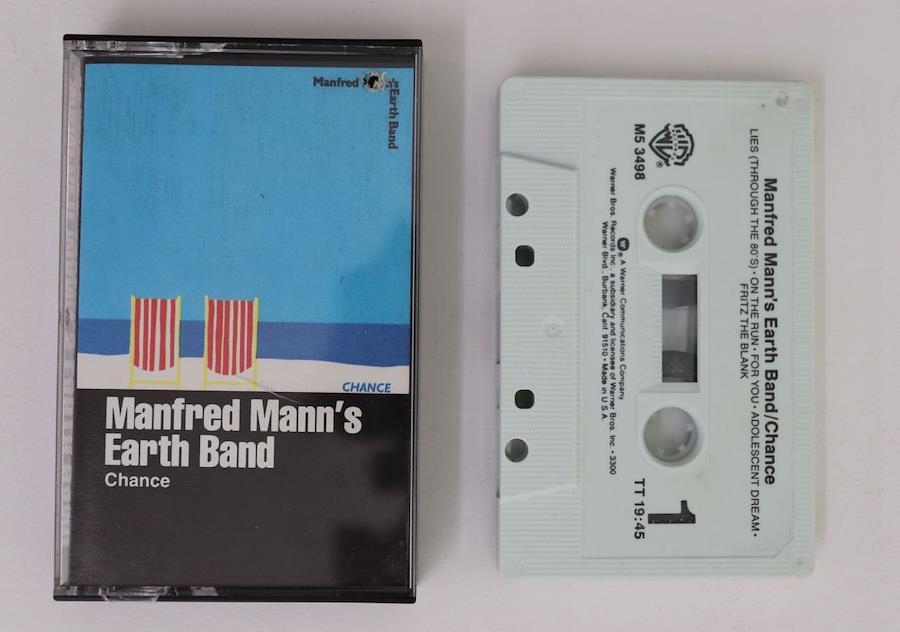 Manfred
Earth Band
CHANCE
Manfred Mann's
Earth Band
Chance
Manfred Mann's Earth Band/Chance
LIES (THROUGH THE 80'S) • ON THE RUN • FOR YOU • ADOLESCENT DREAM •
FRITZ THE BLANK
M5 3498
1
TT 19:45
A Warner Communications Company
Warner Bros. Records Inc., a subsidiary and licensee of Warner Bros. Inc. • 3300
Warner Blvd., Burbank, Calif. 91510 • Made in U.S.A.